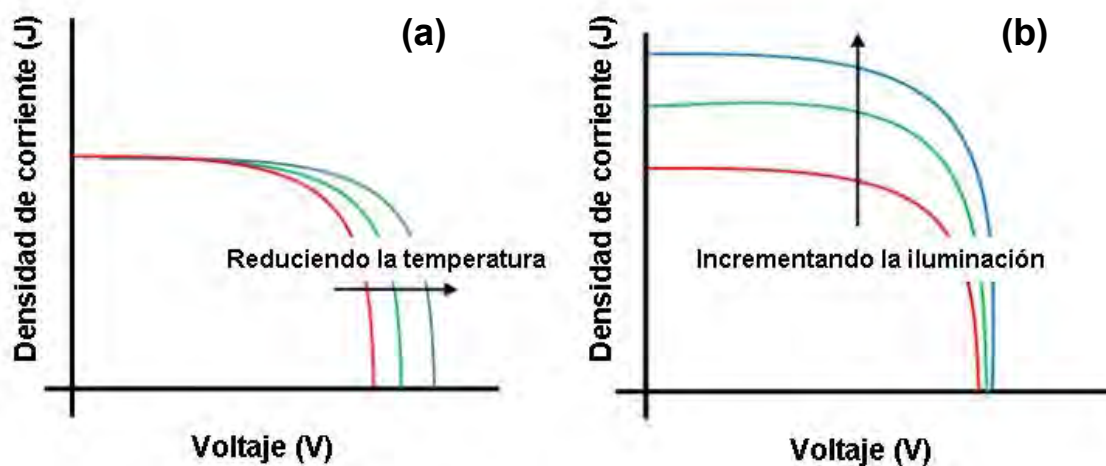 (a)
Densidad de corriente (J)
Reduciendo la temperatura
Voltaje (V)
(b)
Densidad de corriente (J)
Incrementando la iluminación
Voltaje (V)